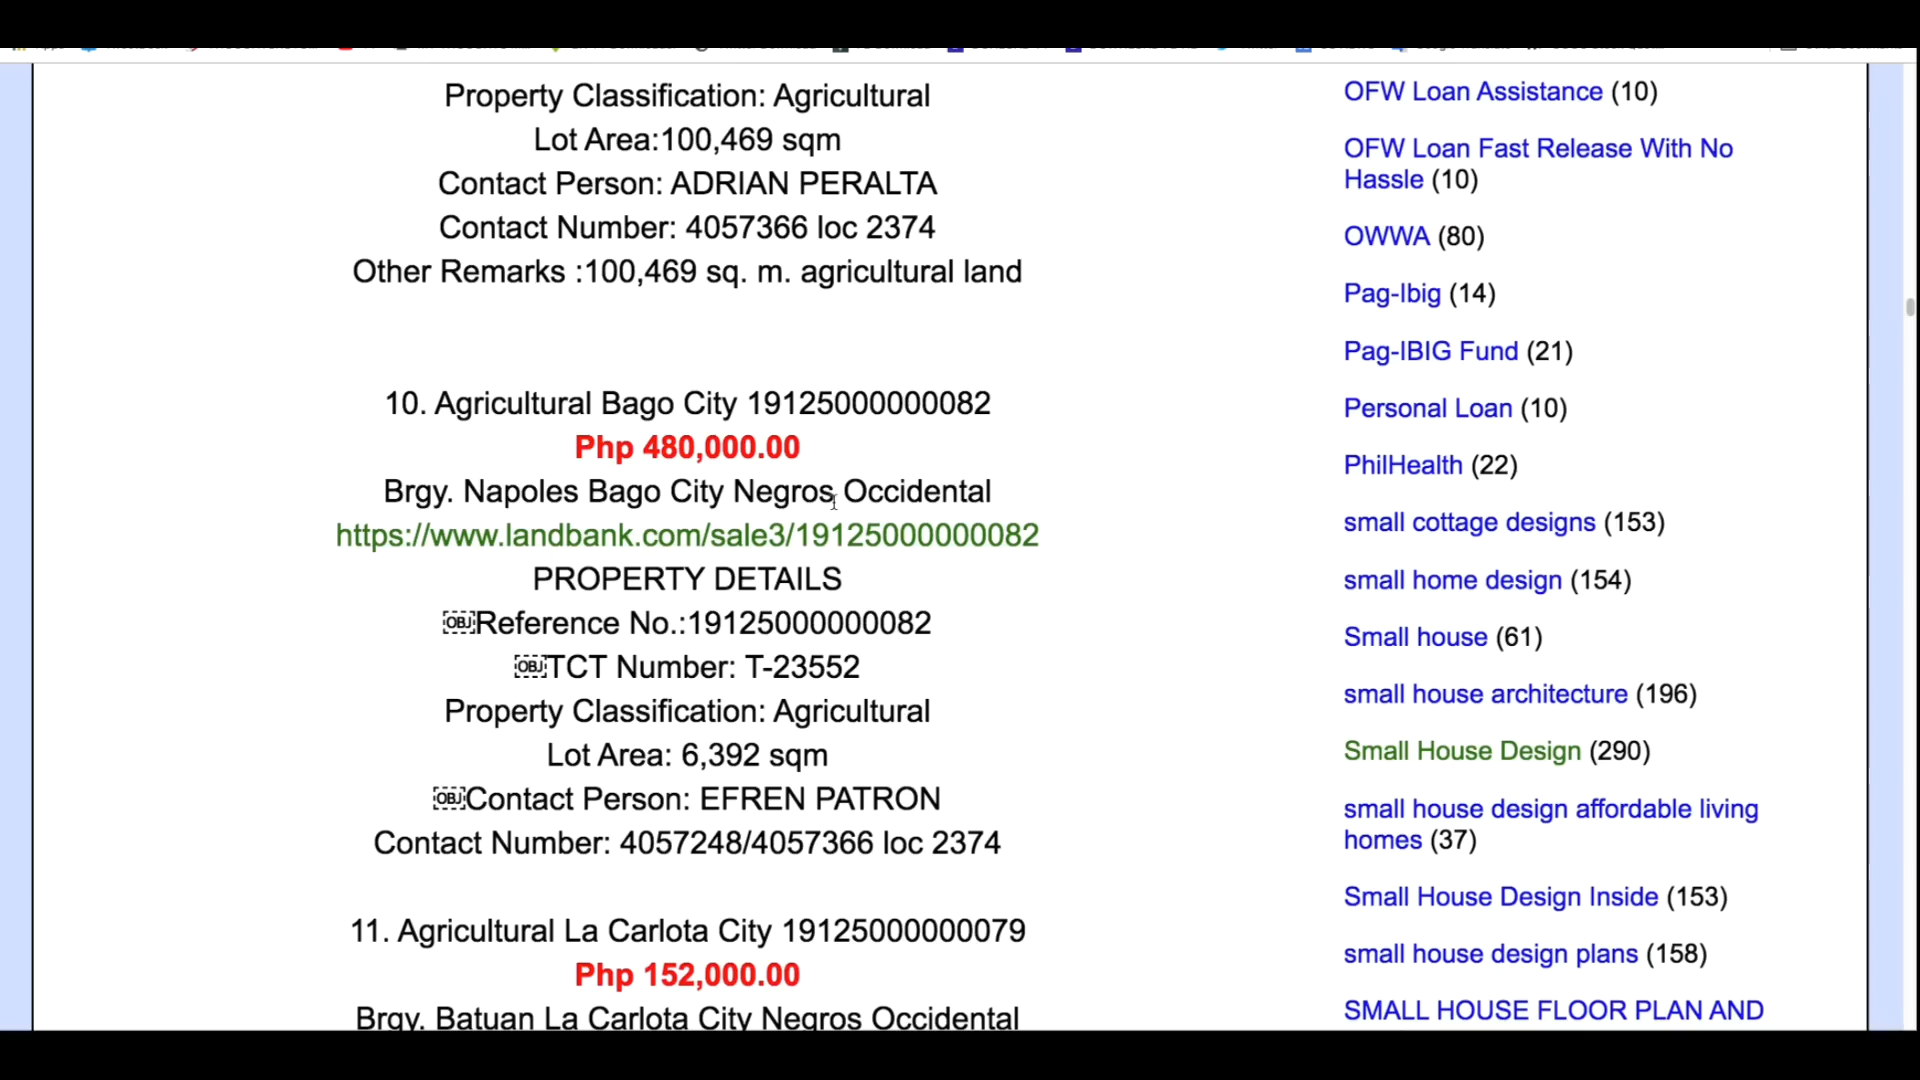 Property Classification: Agricultural
Lot Area:100,469 sqm
Contact Person: ADRIAN PERALTA
Contact Number: 4057366 loc 2374
Other Remarks :100,469 sq. m. agricultural land
10. Agricultural Bago City 19125000000082
Php 480,000.00
Brgy. Napoles Bago City Negros Occidental
https://www.landbank.com/sale3/19125000000082
PROPERTY DETAILS
Reference No.:19125000000082
TCT Number: T-23552
Property Classification: Agricultural
Lot Area: 6,392 sqm
Contact Person: EFREN PATRON
Contact Number: 4057248/4057366 loc 2374
11. Agricultural La Carlota City 19125000000079
Php 152,000.00
Brgy. Batuan La Carlota City Negros Occidental
OFW Loan Assistance (10)
OFW Loan Fast Release With No
Hassle (10)
OWWA (80)
Pag-Ibig (14)
Pag-IBIG Fund (21)
Personal Loan (10)
PhilHealth (22)
small cottage designs (153)
small home design (154)
Small house (61)
small house architecture (196)
Small House Design (290)
small house design affordable living
homes (37)
Small House Design Inside (153)
small house design plans (158)
SMALL HOUSE FLOOR PLAN AND